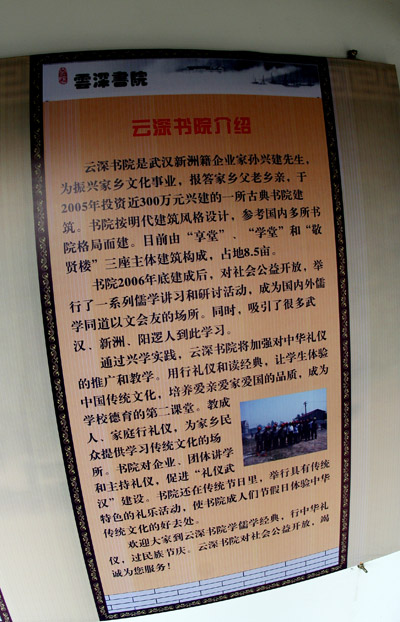 雲深書院
云深书院介绍
云深书院是武汉新洲籍企业家孙兴建先生，
为振兴家乡文化事业，报答家乡父老乡亲，于
2005年投资近300万元兴建的一所古典书院建
筑。书院按明代建筑风格设计，参考国内多所书
院格局而建。目前由“享堂”、“学堂”和“敬
贤楼”三座主体建筑构成，占地8.5亩。
书院2006年底建成后，对社会公益开放，举
行了一系列儒学讲习和研讨活动，成为国内外儒
学同道以文会友的场所。同时，吸引了很多武
汉、新洲、阳逻人到此学习。
通过兴学实践，云深书院将加强对中华礼仪
的推广和教学。用行礼仪和读经典，让学生体验
中国传统文化，培养爱亲爱家爱国的品质，成为
学校德育的第二课堂。教成
人、家庭行礼仪，为家乡民
众提供学习传统文化的场
所。书院对企业、团体讲学
和主持礼仪，促进“礼仪武
汉”建设。书院还在传统节日里，举行具有传统
特色的礼乐活动，使书院成人们节假日体验中华
传统文化的好去处。
欢迎大家到云深书院学儒学经典，行中华礼
仪，过民族节庆。云深书院对社会公益开放，竭
诚为您服务！